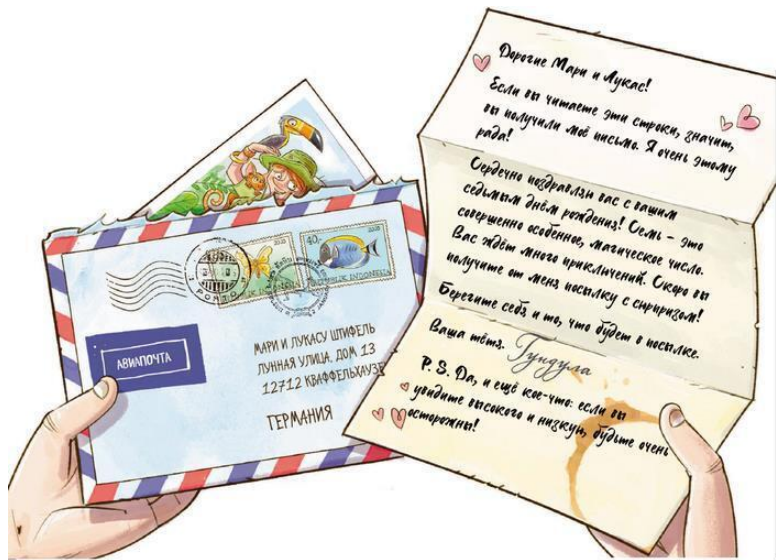 АВИАПОЧТА
PORTO
40,-
INDONESIA
МАРИ И ЛУКАСУ ШТИФЕЛЬ
ЛУННАЯ УЛИЦА, ДОМ 13
12712 КВАФФЕЛЬХАУЗЕ
ГЕРМАНИЯ
Дорогие Мари и Лукас!
Если вы читаете эти строки, значит,
вы получили моё письмо. Я очень этому
рада!
Сердечно поздравляю вас с вашим
седьмым днём рождения! Семь – это
совершенно особенное, магическое число.
Вас ждёт много приключений. Скоро вы
получите от меня посылку с сюрпризом!
Берегите себя и то, что будет в посылке.
Ваша тётя. Гундула
P. S. Да, и ещё кое-что: если вы
увидите высокого и низкую, будьте очень
осторожны!